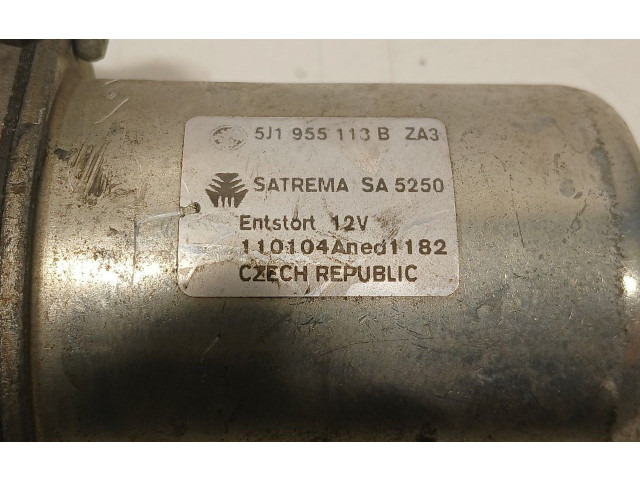 5J1 955 113 B ZA3
SATREMA SA 5250
Entstört 12V
110104Aned1182
CZECH REPUBLIC